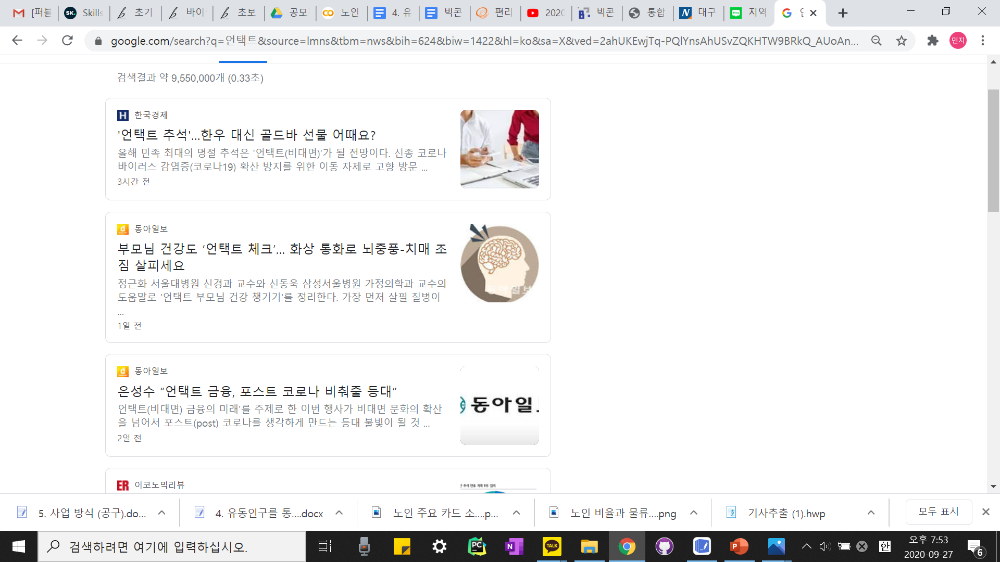 [퍼블
SK. Skills
초기
바이
초보
공모
노인
4. 유
빅콘
편리
2020
빅콘
통합
대구
지역
google.com/search?q=언택트&source=lmns&tbm=nws&bih=624&biw=1422&hl=ko&sa=X&ved=2ahUKEwjTq-PQlYnsAhUSvZQKHTW9BRkQ_AUoAn...
민지
검색결과 약 9,550,000개 (0.33초)
H 한국경제
'언택트 추석'...한우 대신 골드바 선물 어때요?
올해 민족 최대의 명절 추석은 '언택트(비대면)'가 될 전망이다. 신종 코로나
바이러스 감염증(코로나19) 확산 방지를 위한 이동 자제로 고향 방문 ...
3시간 전
동아일보
부모님 건강도 ‘언택트 체크’... 화상 통화로 뇌중풍-치매 조
짐 살피세요
정근화 서울대병원 신경과 교수와 신동욱 삼성서울병원 가정의학과 교수의
도움말로 '언택트 부모님 건강 챙기기'를 정리한다. 가장 먼저 살필 질병이
...
1일 전
동아일보
은성수 “언택트 금융, 포스트 코로나 비춰줄 등대”
언택트(비대면) 금융의 미래'를 주제로 한 이번 행사가 비대면 문화의 확산
을 넘어서 포스트(post) 코로나를 생각하게 만드는 등대 불빛이 될 것 ...
2일 전
동아일
ER 이코노믹리뷰
5. 사업 방식 (공구).do...
4. 유동인구를 통....docx
노인 주요 카드 소....p...
노인 비율과 물류....png
기사추출 (1).hwp
모두 표시
검색하려면 여기에 입력하십시오.
PC
N
TALK
P
한
오후 7:53
2020-09-27
6